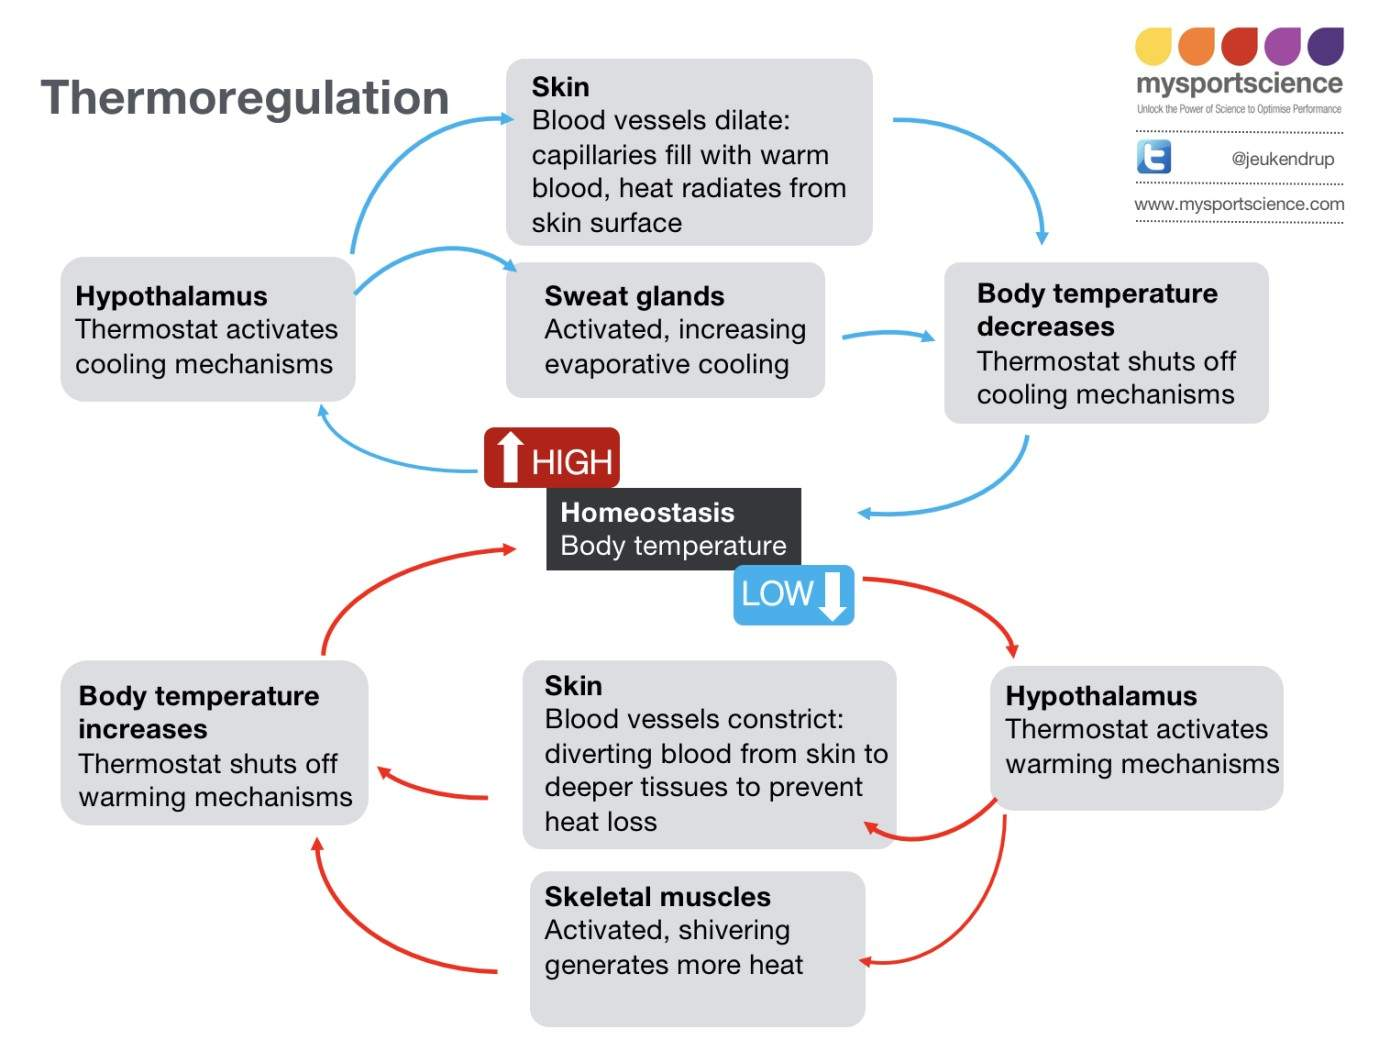 Thermoregulation
mysportscience
Unlock the Power of Science to Optimise Performance
@jeukendrup
www.mysportscience.com
Skin
Blood vessels dilate:
capillaries fill with warm
blood, heat radiates from
skin surface
Hypothalamus
Thermostat activates
cooling mechanisms
Sweat glands
Activated, increasing
evaporative cooling
Body temperature
decreases
Thermostat shuts off
cooling mechanisms
HIGH
Homeostasis
Body temperature
LOW
Body temperature
increases
Thermostat shuts off
warming mechanisms
Skin
Blood vessels constrict:
diverting blood from skin to
deeper tissues to prevent
heat loss
Hypothalamus
Thermostat activates
warming mechanisms
Skeletal muscles
Activated, shivering
generates more heat